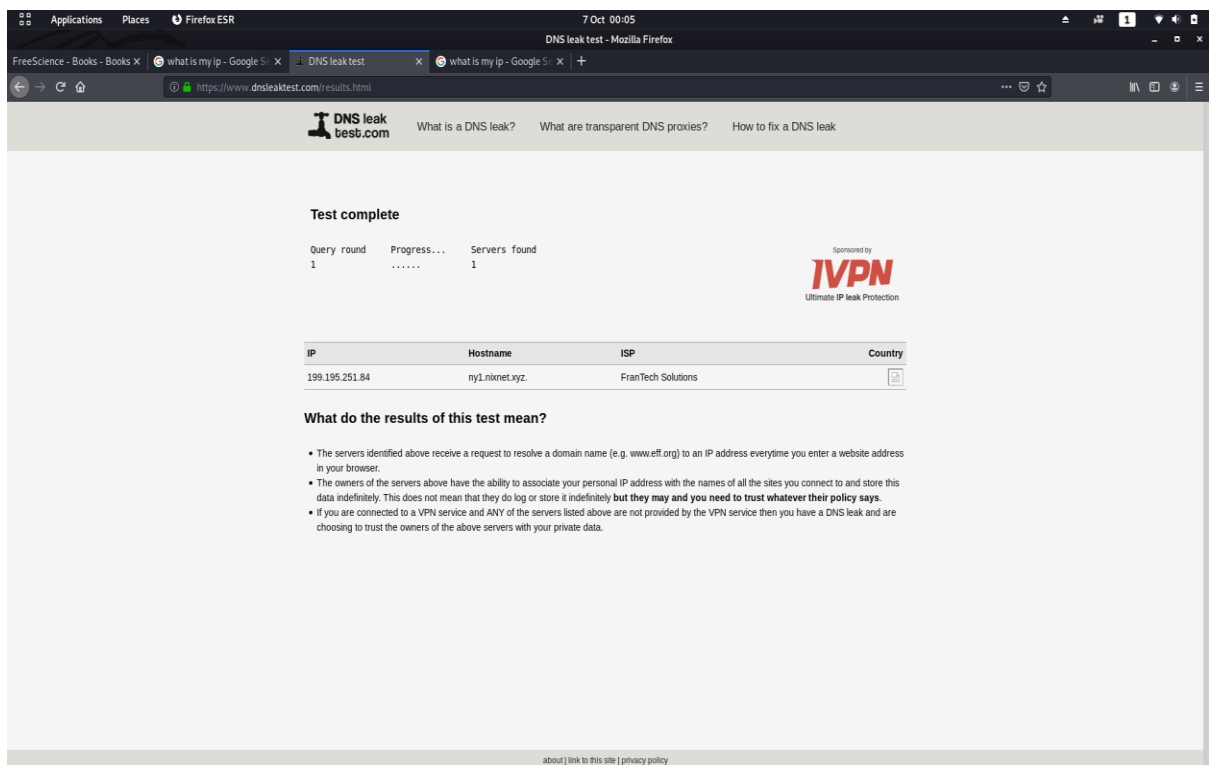 Applications Places Firefox ESR 7 Oct 00:05 1
DNS leak test - Mozilla Firefox
FreeScience - Books - Books what is my ip - Google Se DNS leak test what is my ip - Google Se
https://www.dnsleaktest.com/results.html
DNS leak
test.com
What is a DNS leak? What are transparent DNS proxies? How to fix a DNS leak
Test complete
Query round Progress... Servers found
1 ...... 1
Sponsored by
IVPN
Ultimate IP leak Protection
IP Hostname ISP Country
199.195.251.84 ny1.nixnet.xyz. FranTech Solutions
What do the results of this test mean?
• The servers identified above receive a request to resolve a domain name (e.g. www.eff.org) to an IP address everytime you enter a website address
in your browser.
• The owners of the servers above have the ability to associate your personal IP address with the names of all the sites you connect to and store this
data indefinitely. This does not mean that they do log or store it indefinitely but they may and you need to trust whatever their policy says.
• If you are connected to a VPN service and ANY of the servers listed above are not provided by the VPN service then you have a DNS leak and are
choosing to trust the owners of the above servers with your private data.
about | link to this site | privacy policy